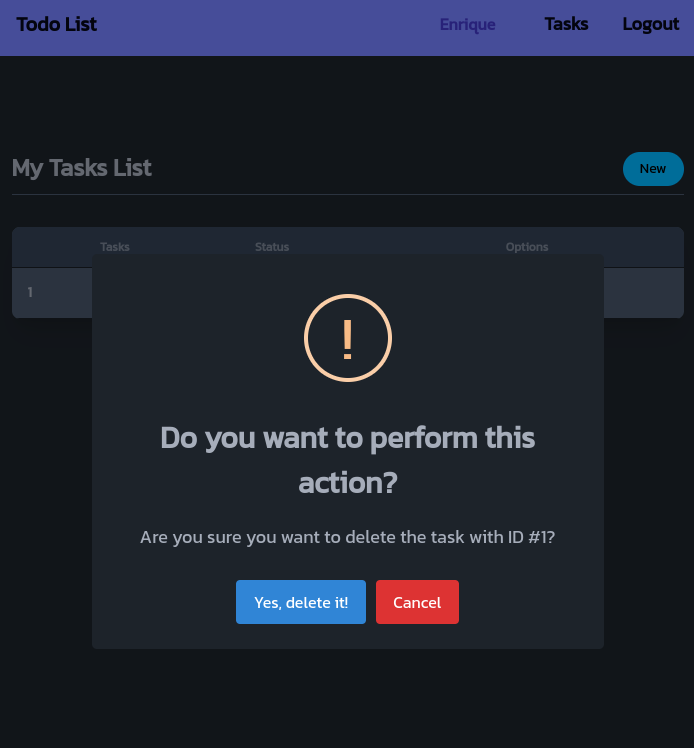 Todo List Enrique Tasks Logout
My Tasks List New
Tasks Status Options
1
!
Do you want to perform this
action?
Are you sure you want to delete the task with ID #1?
Yes, delete it! Cancel